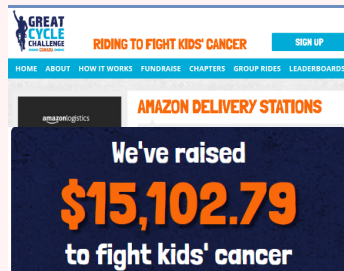 GREAT
CYCLE
CHALLENGE
CANADA
RIDING TO FIGHT KIDS' CANCER
SIGN UP
HOME ABOUT HOW IT WORKS FUNDRAISE CHAPTERS GROUP RIDES LEADERBOARDS
AMAZON DELIVERY STATIONS
amazonlogistics
We've raised
$15,102.79
to fight kids' cancer